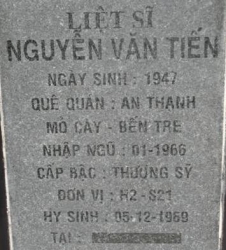 LIỆT SĨ
NGUYỄN VĂN TIẾN
NGÀY SINH : 1947
QUÊ QUÁN : AN THẠNH
MỎ CÀY - BẾN TRE
NHẬP NGŨ : 01-1966
CẤP BẬC : THƯỢNG SỸ
ĐƠN VỊ : H2 - S21
HY SINH : 05-12-1969
TẠI :